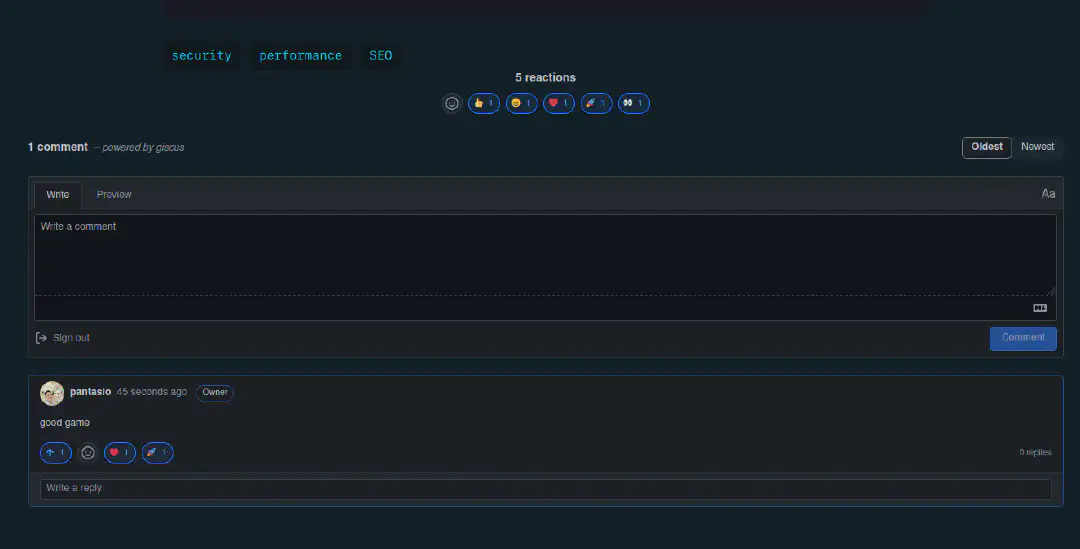 security performance SEO
5 reactions
1 1 1 1 1
1 comment – powered by giscus
Oldest Newest
Write Preview Aa
Write a comment
Sign out Comment
pantasio 45 seconds ago Owner
good game
1 1 1 0 replies
Write a reply